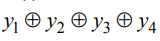 y₁ ⊕ y₂ ⊕ y₃ ⊕ y₄